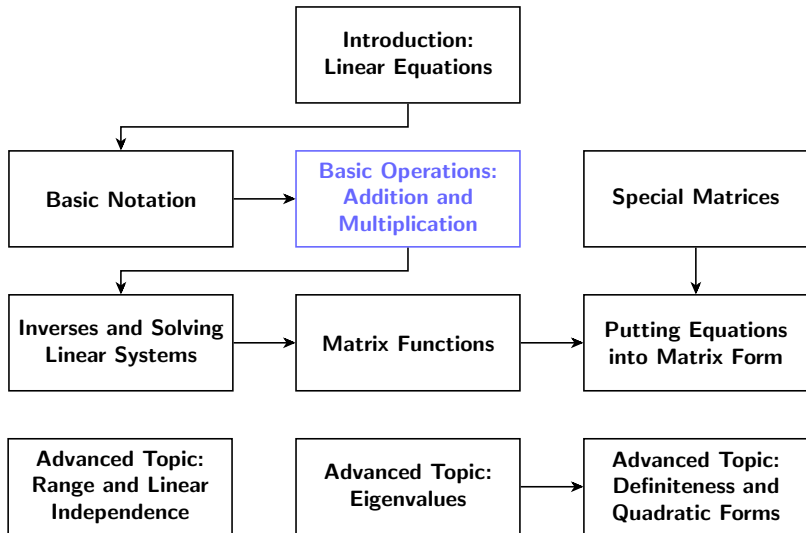 Introduction:
Linear Equations
Basic Notation
Basic Operations:
Addition and
Multiplication
Special Matrices
Inverses and Solving
Linear Systems
Matrix Functions
Putting Equations
into Matrix Form
Advanced Topic:
Range and Linear
Independence
Advanced Topic:
Eigenvalues
Advanced Topic:
Definiteness and
Quadratic Forms